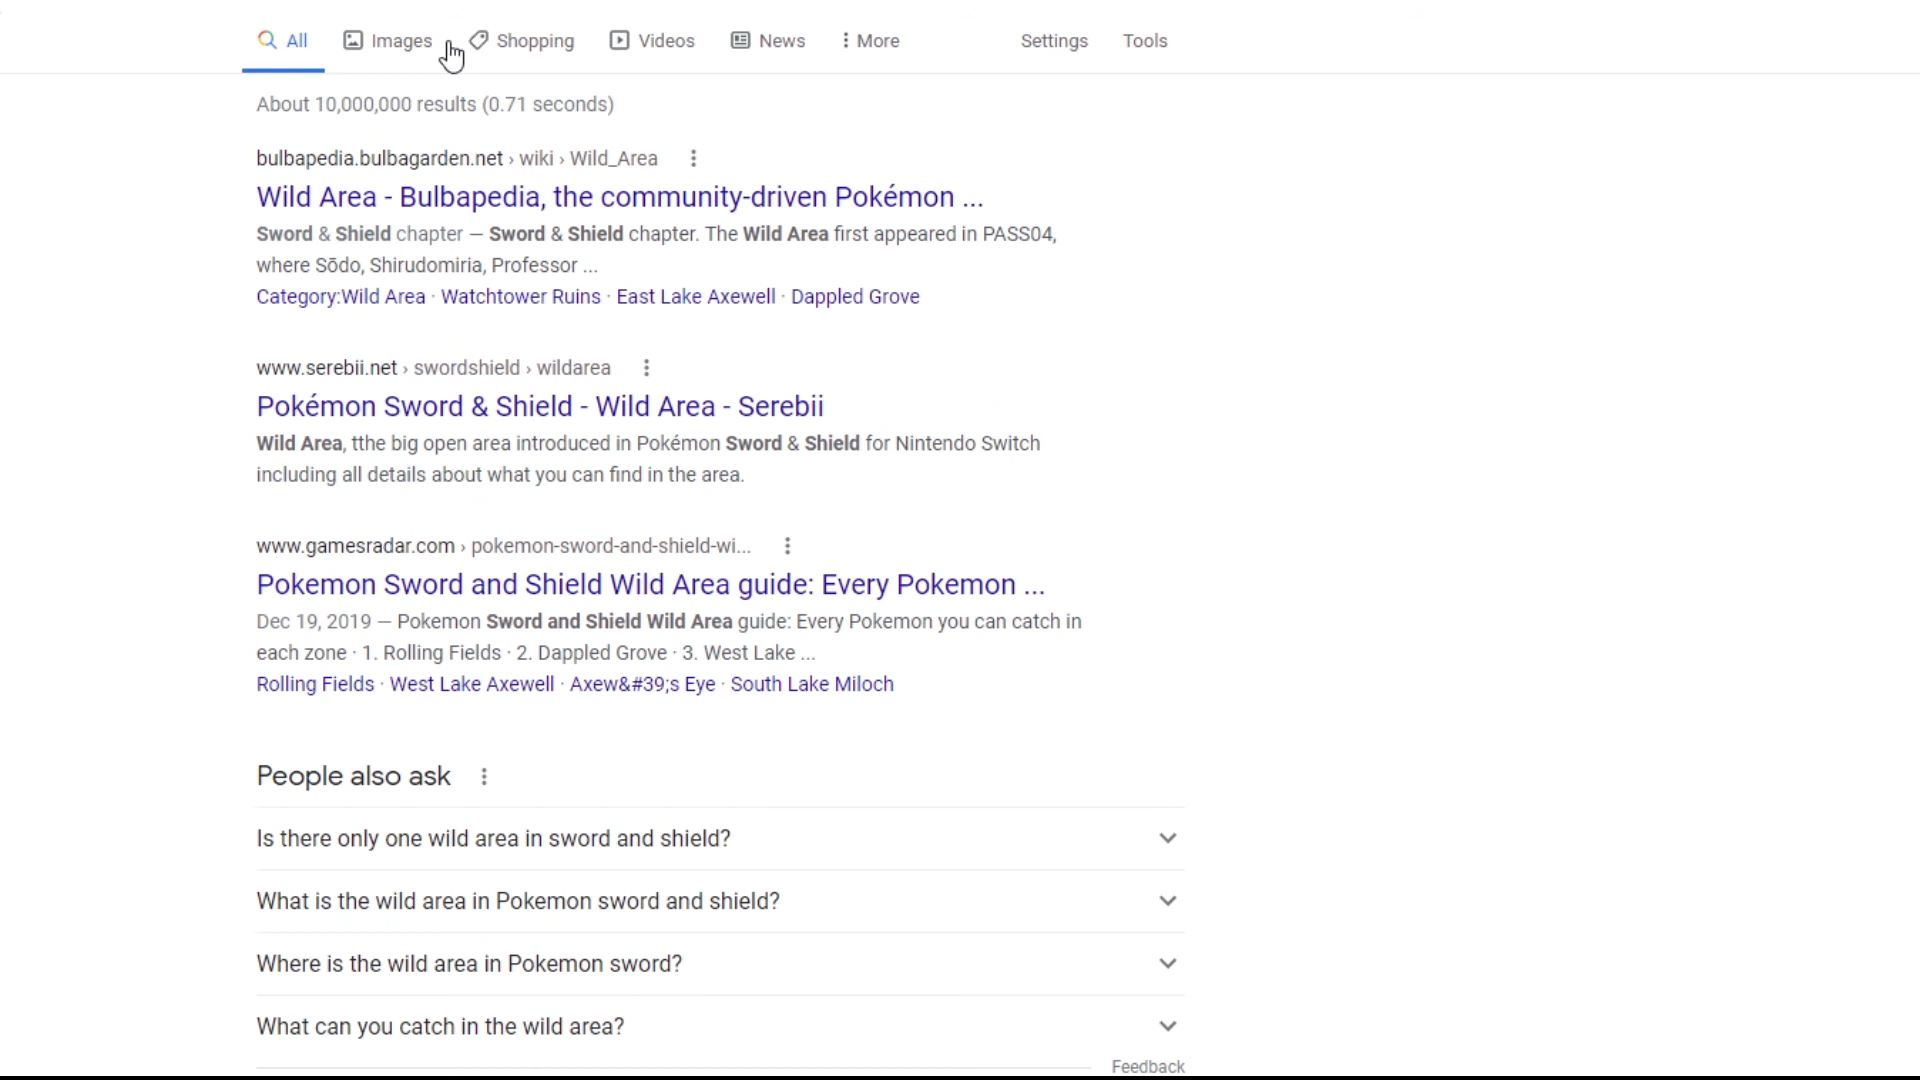 All Images Shopping Videos News More Settings Tools
About 10,000,000 results (0.71 seconds)
bulbapedia.bulbagarden.net › wiki › Wild_Area
Wild Area - Bulbapedia, the community-driven Pokémon ...
Sword & Shield chapter — Sword & Shield chapter. The Wild Area first appeared in PASS04,
where Sōdo, Shirudomiria, Professor ...
Category:Wild Area · Watchtower Ruins · East Lake Axewell · Dappled Grove
www.serebii.net › swordshield › wildarea
Pokémon Sword & Shield - Wild Area - Serebii
Wild Area, tthe big open area introduced in Pokémon Sword & Shield for Nintendo Switch
including all details about what you can find in the area.
www.gamesradar.com › pokemon-sword-and-shield-wi...
Pokemon Sword and Shield Wild Area guide: Every Pokemon ...
Dec 19, 2019 — Pokemon Sword and Shield Wild Area guide: Every Pokemon you can catch in
each zone · 1. Rolling Fields · 2. Dappled Grove · 3. West Lake ...
Rolling Fields · West Lake Axewell · Axew&#39;s Eye · South Lake Miloch
People also ask
Is there only one wild area in sword and shield?
What is the wild area in Pokemon sword and shield?
Where is the wild area in Pokemon sword?
What can you catch in the wild area?
Feedback